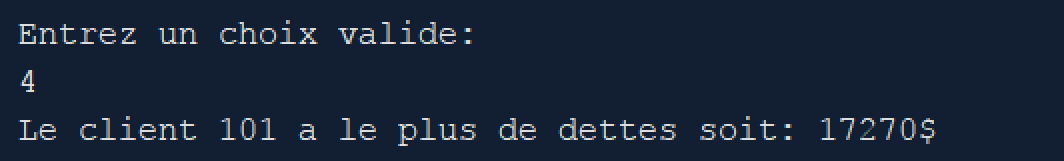 Entrez un choix valide:
4
Le client 101 a le plus de dettes soit: 17270$